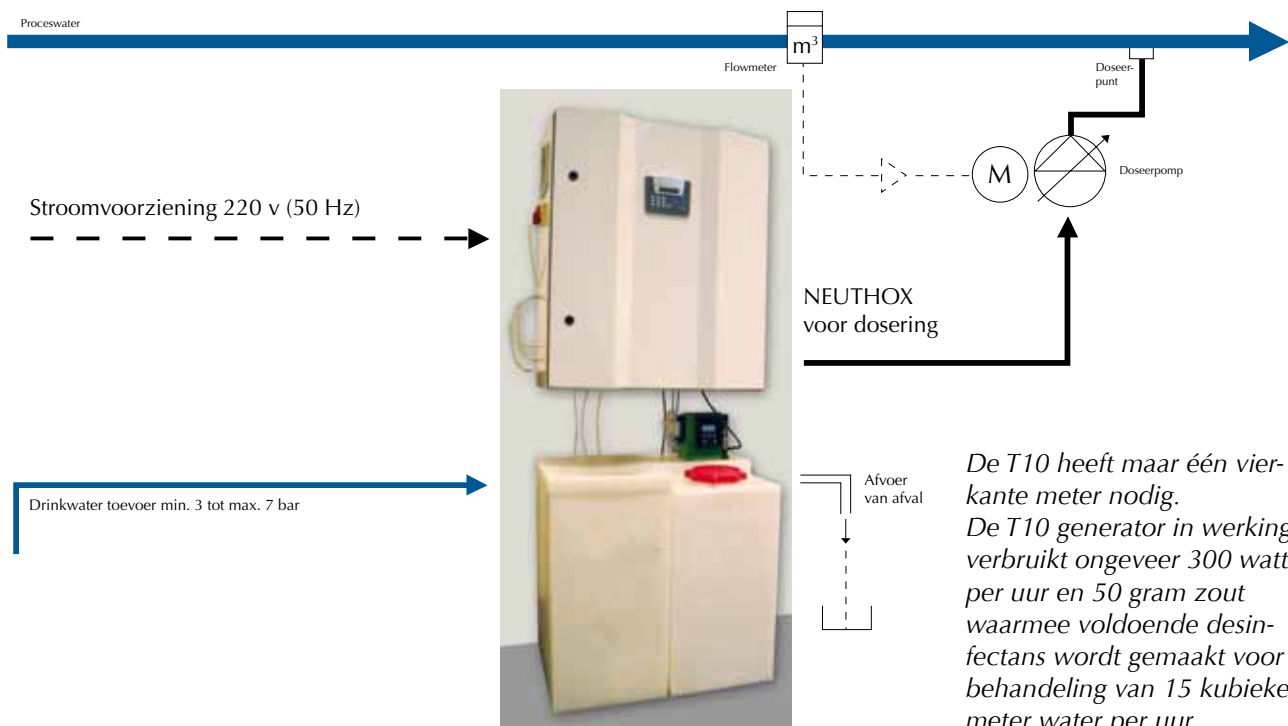 Proceswater
m³
Flowmeter
Doseer-
punt
M
Doseerpomp
Stroomvoorziening 220 v (50 Hz)
NEUTHOX
voor dosering
Drinkwater toevoer min. 3 tot max. 7 bar
Afvoer
van afval
De T10 heeft maar één vier-
kante meter nodig.
De T10 generator in werking
verbruikt ongeveer 300 watt
per uur en 50 gram zout
waarmee voldoende desin-
fectans wordt gemaakt voor
behandeling van 15 kubieke
meter water per uur